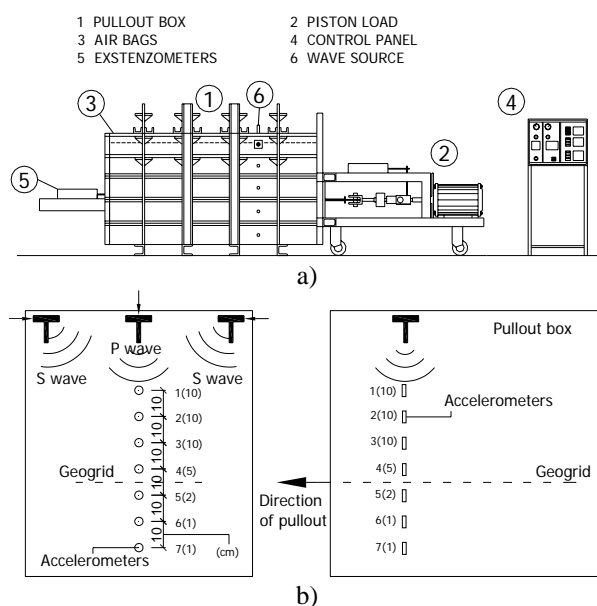 1 PULLOUT BOX
2 PISTON LOAD
3 AIR BAGS
4 CONTROL PANEL
5 EXSTENZOMETERS
6 WAVE SOURCE
3
1
6
4
2
5
a)
P wave
S wave
S wave
1(10)
10
2(10)
10
3(10)
10
4(5)
Geogrid
10
5(2)
10
6(1)
10
7(1)
(cm)
Accelerometers
Pullout box
1(10)
Accelerometers
2(10)
3(10)
4(5)
Geogrid
Direction
of pullout
5(2)
6(1)
7(1)
b)